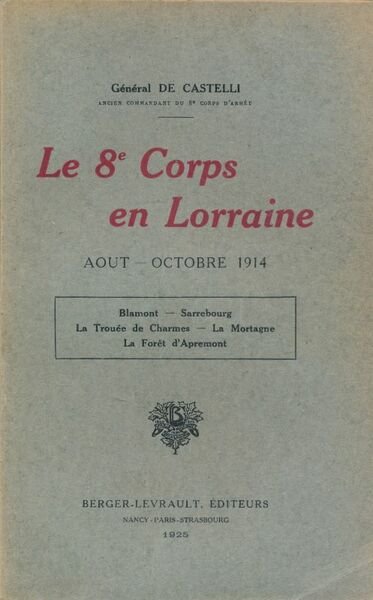 Général DE CASTELLI
ANCIEN COMMANDANT DU 8e CORPS D'ARMÉE
Le 8e Corps
en Lorraine
AOUT — OCTOBRE 1914
Blamont — Sarrebourg
La Trouée de Charmes — La Mortagne
La Forêt d'Apremont
BL
BERGER-LEVRAULT, ÉDITEURS
NANCY-PARIS-STRASBOURG
1925